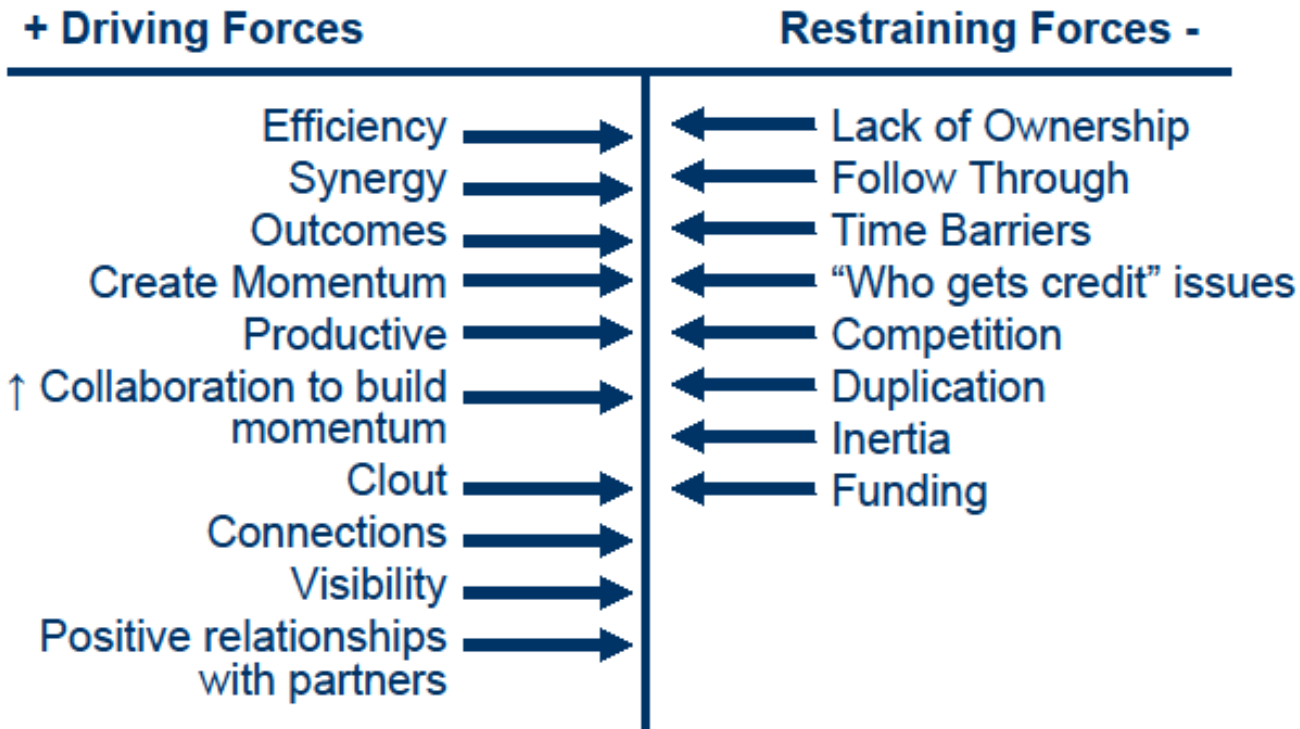 + Driving Forces
Restraining Forces -
Efficiency
Synergy
Outcomes
Create Momentum
Productive
↑ Collaboration to build
momentum
Clout
Connections
Visibility
Positive relationships
with partners
Lack of Ownership
Follow Through
Time Barriers
“Who gets credit” issues
Competition
Duplication
Inertia
Funding